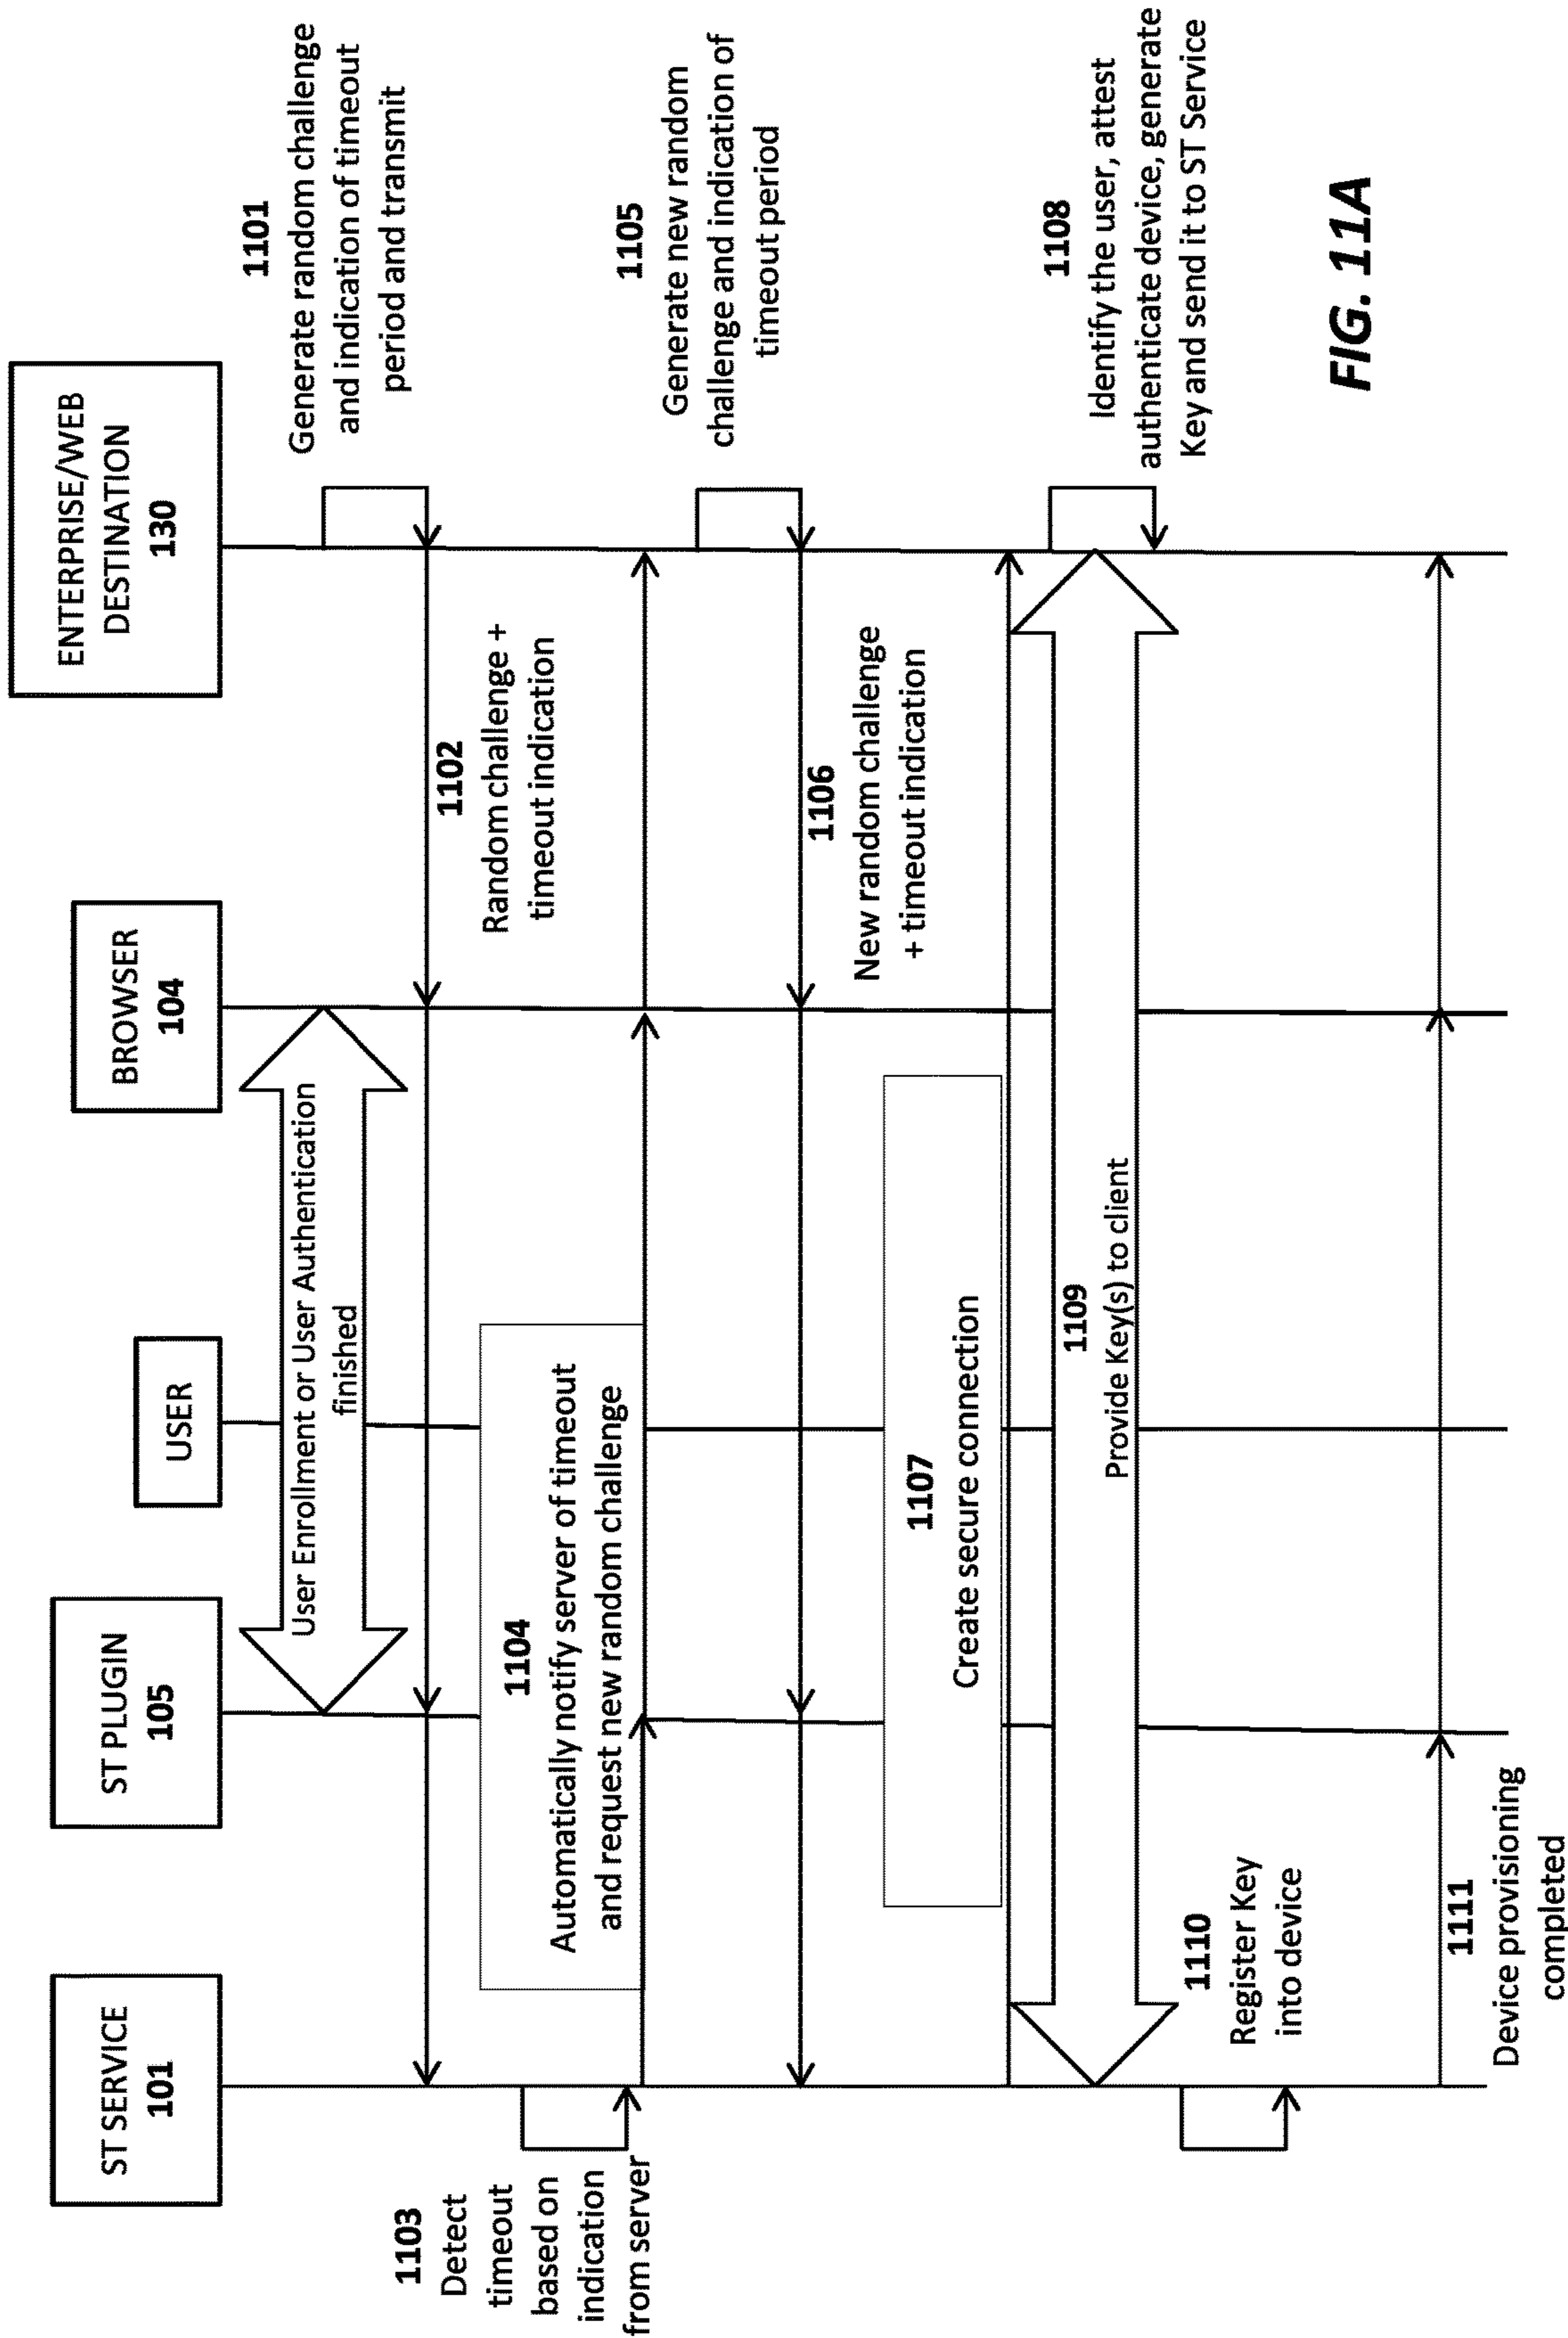 ST SERVICE
101
ST PLUGIN
105
USER
BROWSER
104
ENTERPRISE/WEB
DESTINATION
130
User Enrollment or User Authentication
finished
1101
Generate random challenge
and indication of timeout
period and transmit
1102
Random challenge +
timeout indication
1103
Detect
timeout
based on
indication
from server
1104
Automatically notify server of timeout
and request new random challenge
1105
Generate new random
challenge and indication of
timeout period
1106
New random challenge
+ timeout indication
1107
Create secure connection
1108
Identify the user, attest
authenticate device, generate
Key and send it to ST Service
1109
Provide Key(s) to client
1110
Register Key
into device
1111
Device provisioning
completed
FIG. 11A